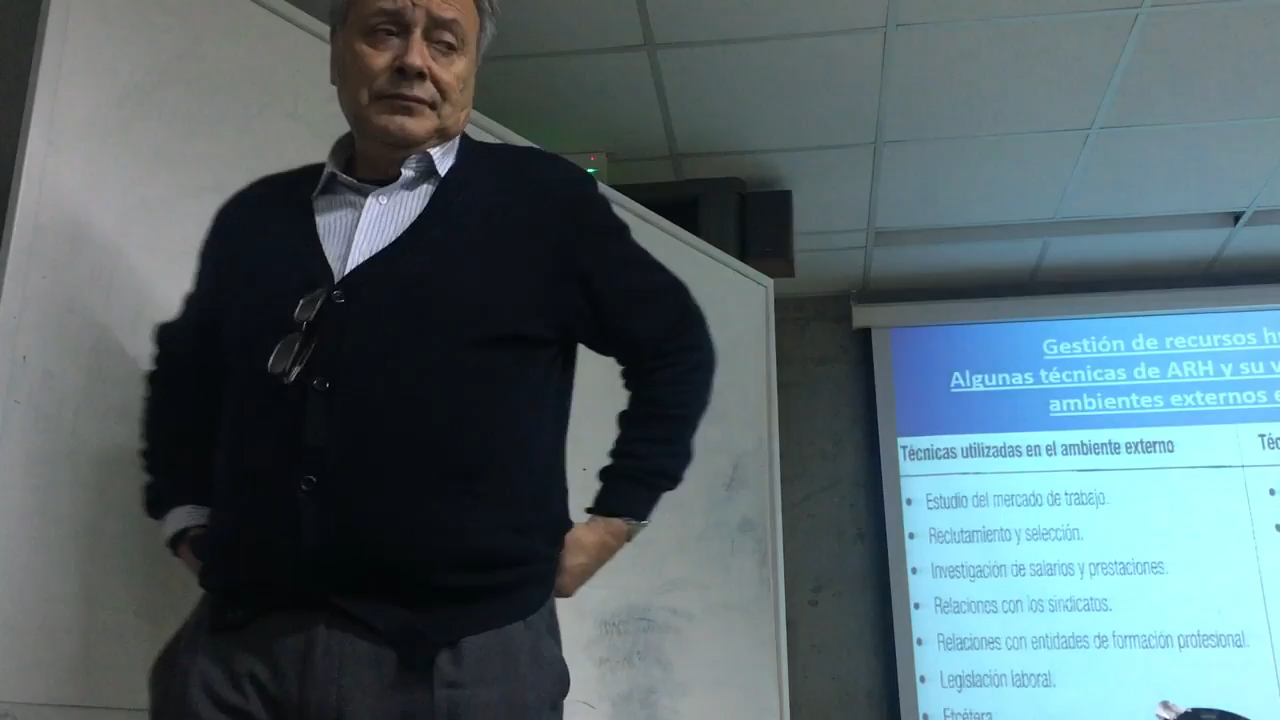 Gestión de recursos
Algunas técnicas de ARH y su
ambientes externos
Técnicas utilizadas en el ambiente externo
• Estudio del mercado de trabajo.
• Reclutamiento y selección.
• Investigación de salarios y prestaciones.
• Relaciones con los sindicatos.
• Relaciones con entidades de formación profesional.
• Legislación laboral.
• Etcétera